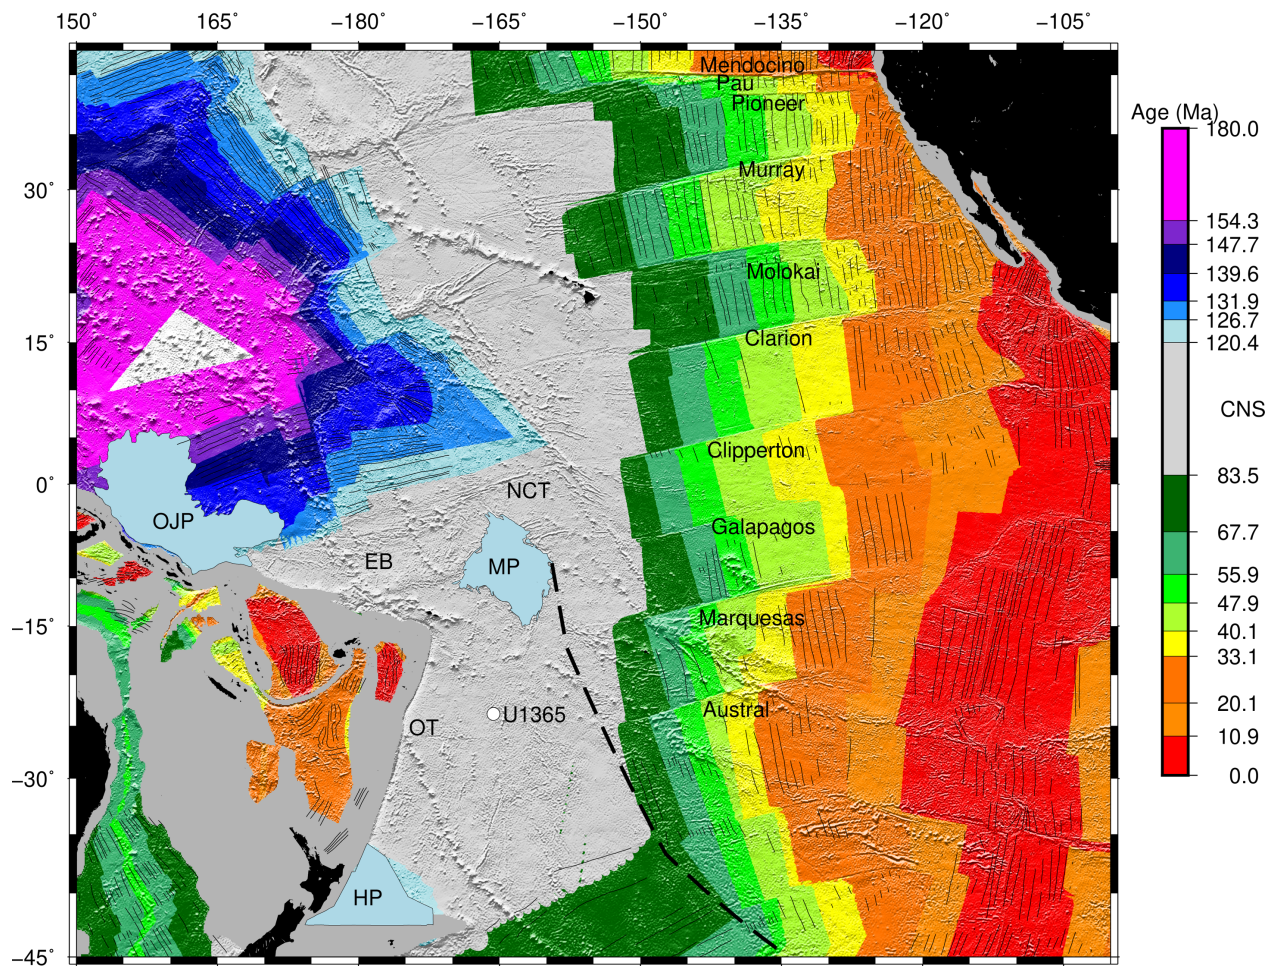 150˚ 165˚ −180˚ −165˚ −150˚ −135˚ −120˚ −105˚
Mendocino
Pau
Pioneer
Age (Ma)
180.0
Murray
30˚
154.3
147.7
Molokai
139.6
131.9
126.7
15˚
Clarion
120.4
CNS
Clipperton
83.5
0˚
NCT
OJP
Galapagos
67.7
EB
MP
55.9
47.9
−15˚
Marquesas
40.1
33.1
Austral
20.1
U1365
OT
10.9
−30˚
0.0
HP
−45˚